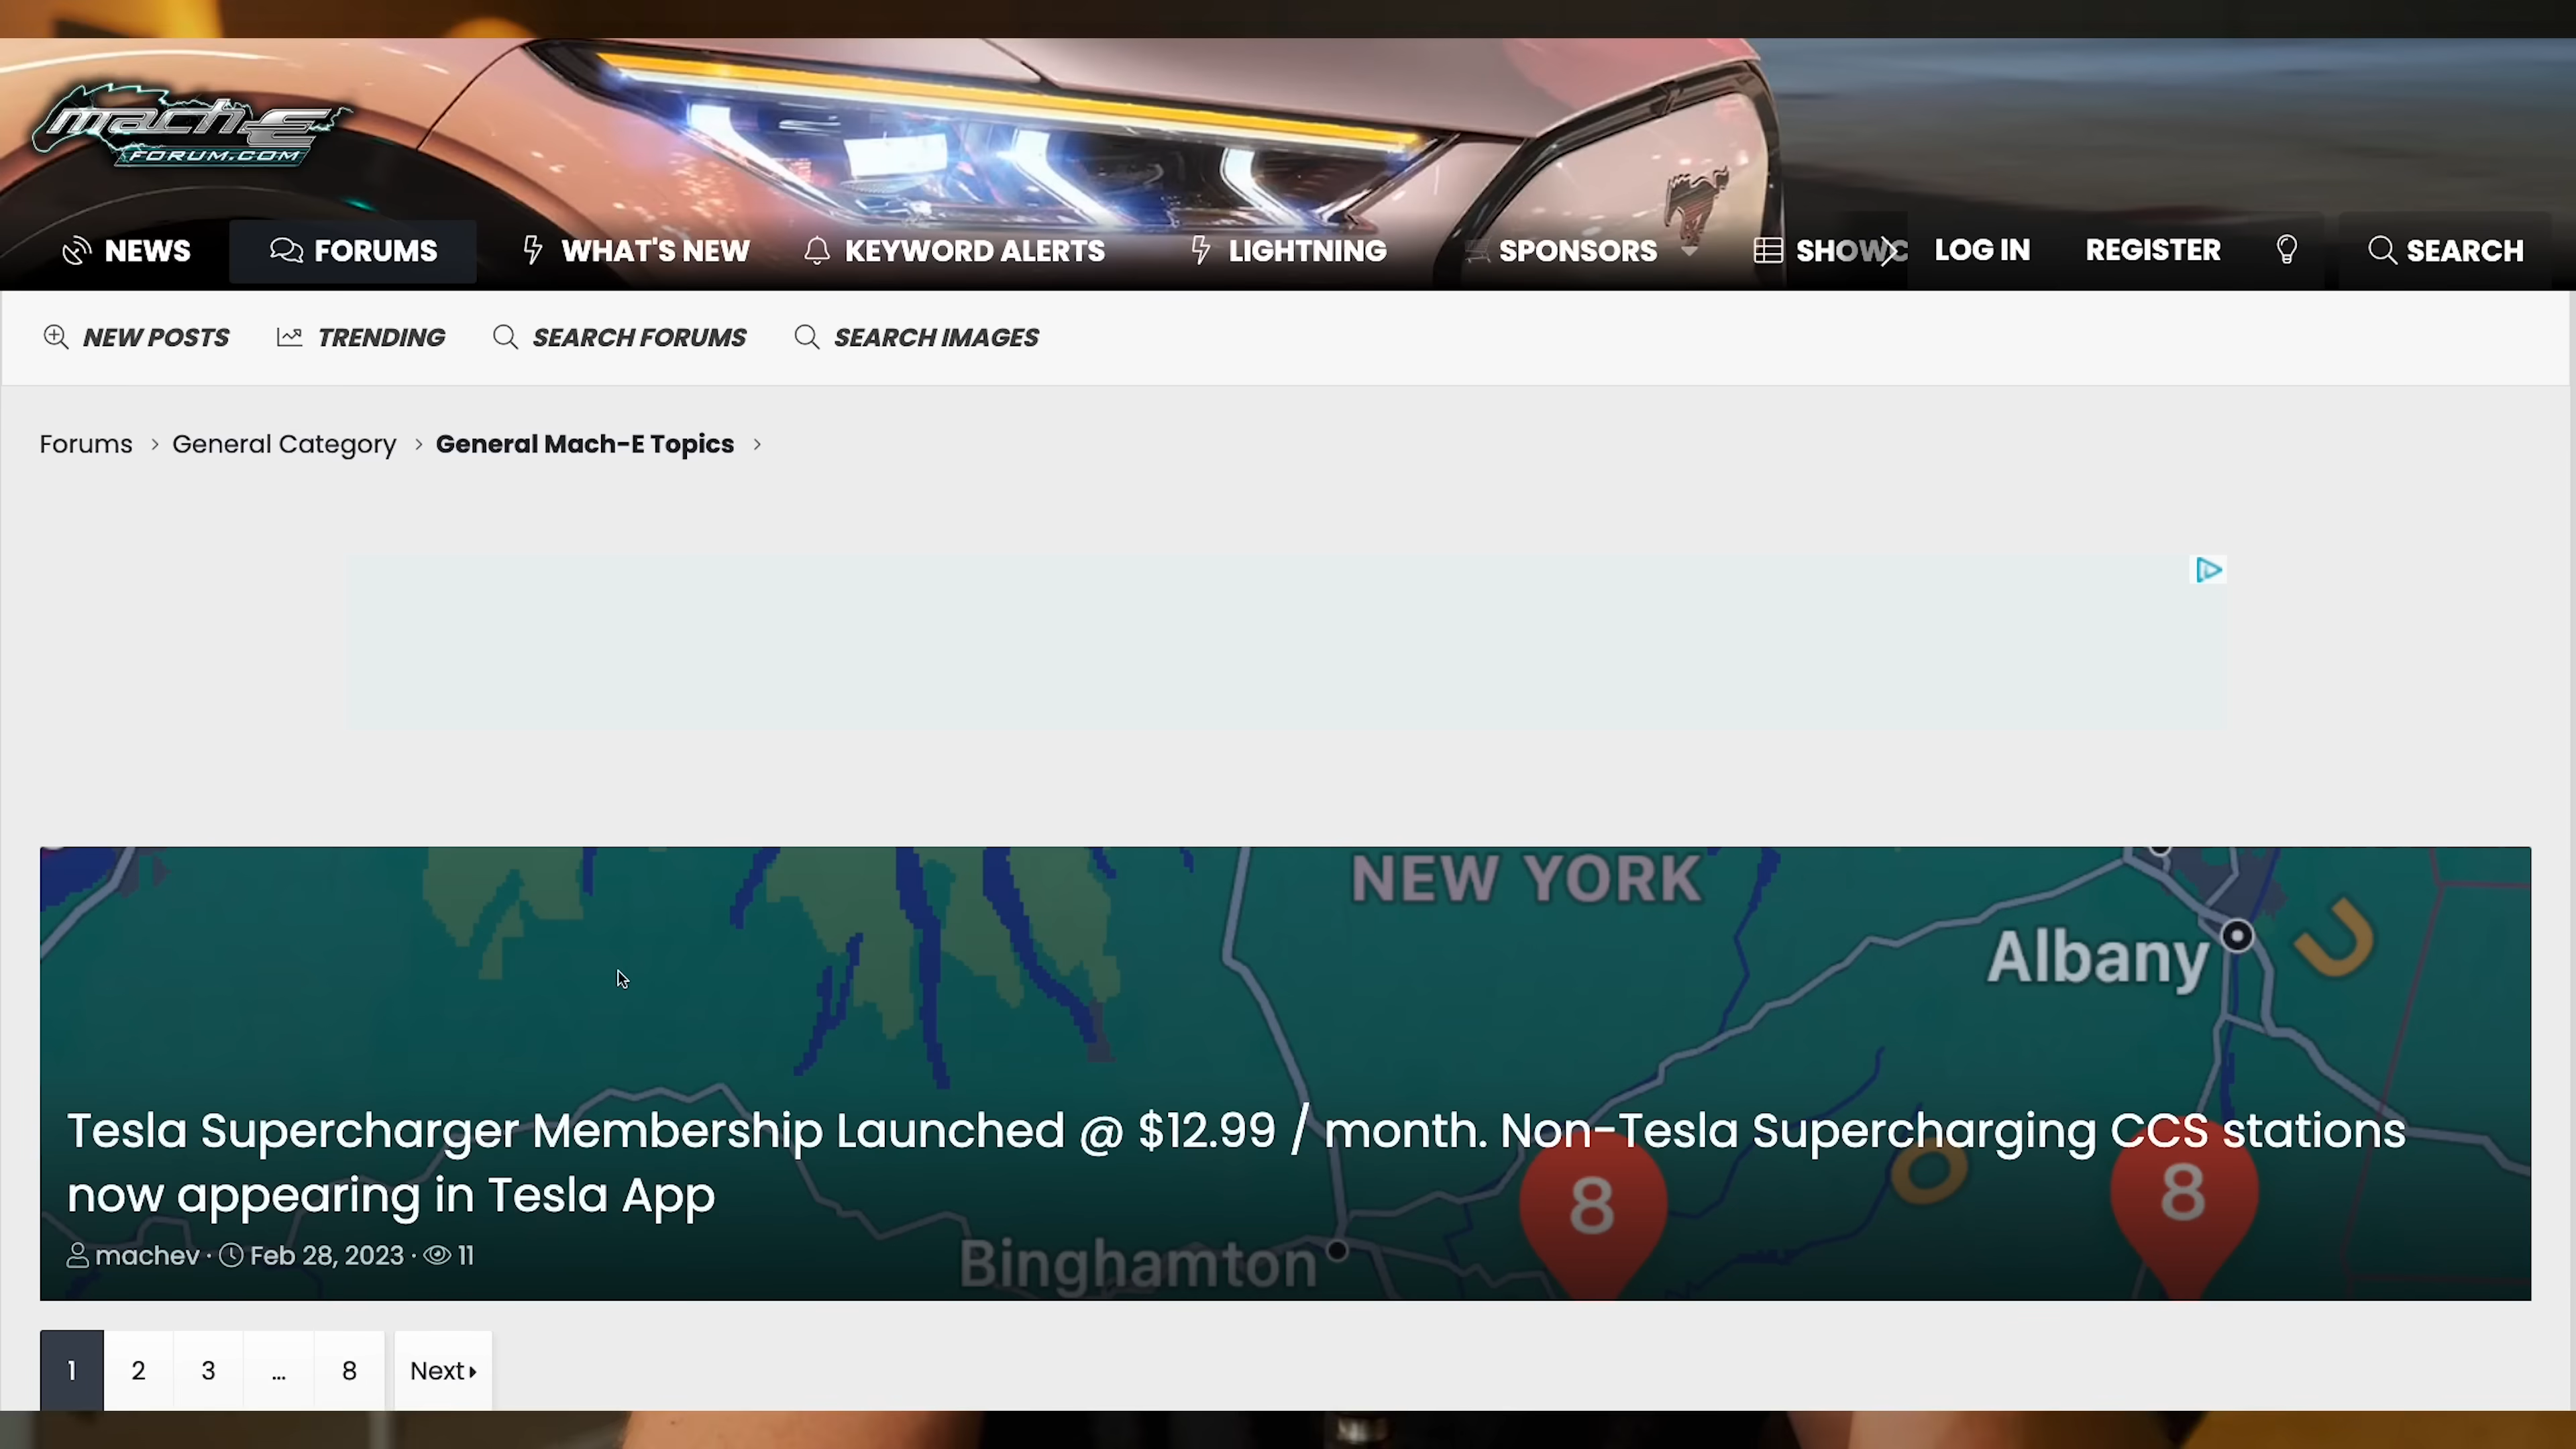 mach-E
FORUM.COM
NEWS
FORUMS
WHAT'S NEW
KEYWORD ALERTS
LIGHTNING
SPONSORS
SHOWC
LOG IN
REGISTER
SEARCH
NEW POSTS
TRENDING
SEARCH FORUMS
SEARCH IMAGES
Forums > General Category > General Mach-E Topics >
NEW YORK
Albany
Tesla Supercharger Membership Launched @ $12.99 / month. Non-Tesla Supercharging CCS stations
now appearing in Tesla App
8
8
machev · Feb 28, 2023 · 11
Binghamton
1
2
3
...
8
Next